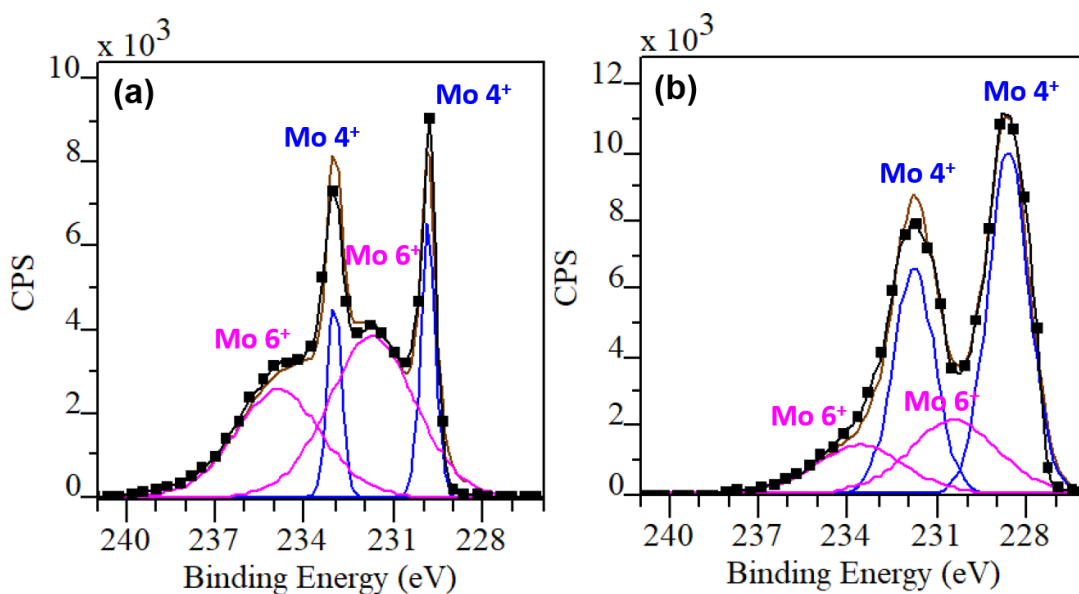 x 10³
(a)
Mo 4⁺
Mo 4⁺
Mo 6⁺
Mo 6⁺
10
8
6
4
2
0
CPS
240 237 234 231 228
Binding Energy (eV)
x 10³
(b)
Mo 4⁺
Mo 4⁺
Mo 6⁺
Mo 6⁺
12
10
8
6
4
2
0
CPS
240 237 234 231 228
Binding Energy (eV)